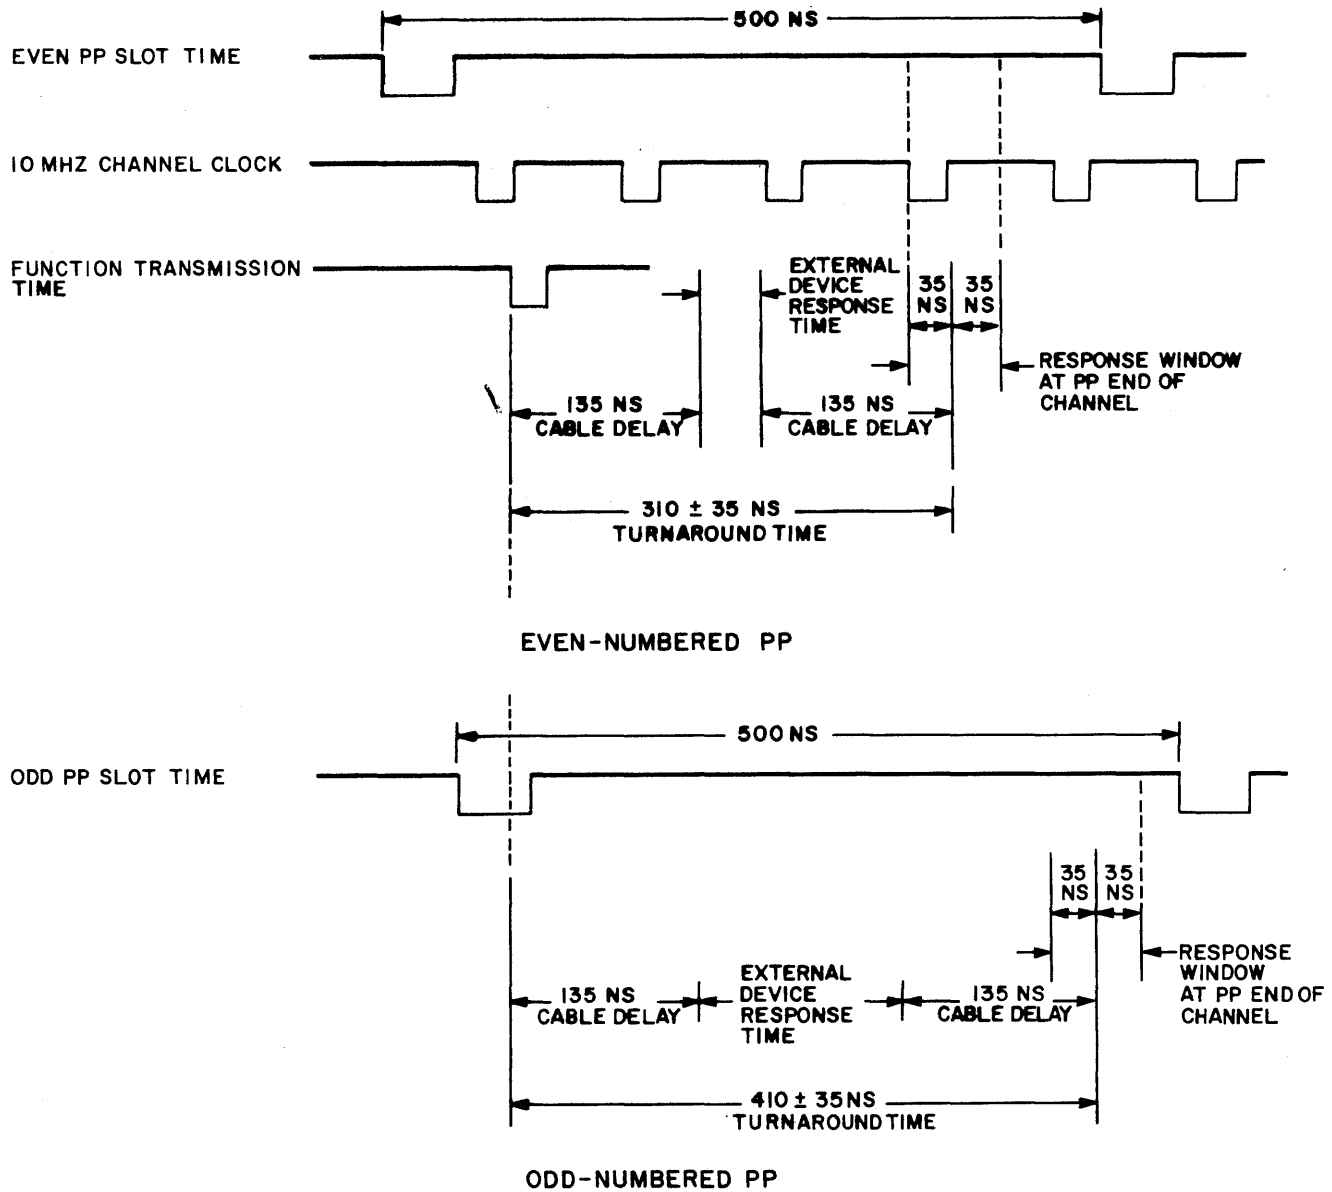 500 NS
EVEN PP SLOT TIME
10 MHZ CHANNEL CLOCK
FUNCTION TRANSMISSION
TIME
EXTERNAL
DEVICE
RESPONSE
TIME
35
NS
35
NS
RESPONSE WINDOW
AT PP END OF
CHANNEL
135 NS
CABLE DELAY
135 NS
CABLE DELAY
310 ± 35 NS
TURNAROUND TIME
EVEN-NUMBERED PP
500 NS
ODD PP SLOT TIME
35
NS
35
NS
RESPONSE
WINDOW
AT PP END OF
CHANNEL
135 NS
CABLE DELAY
EXTERNAL
DEVICE
RESPONSE
TIME
135 NS
CABLE DELAY
410 ± 35 NS
TURNAROUND TIME
ODD-NUMBERED PP